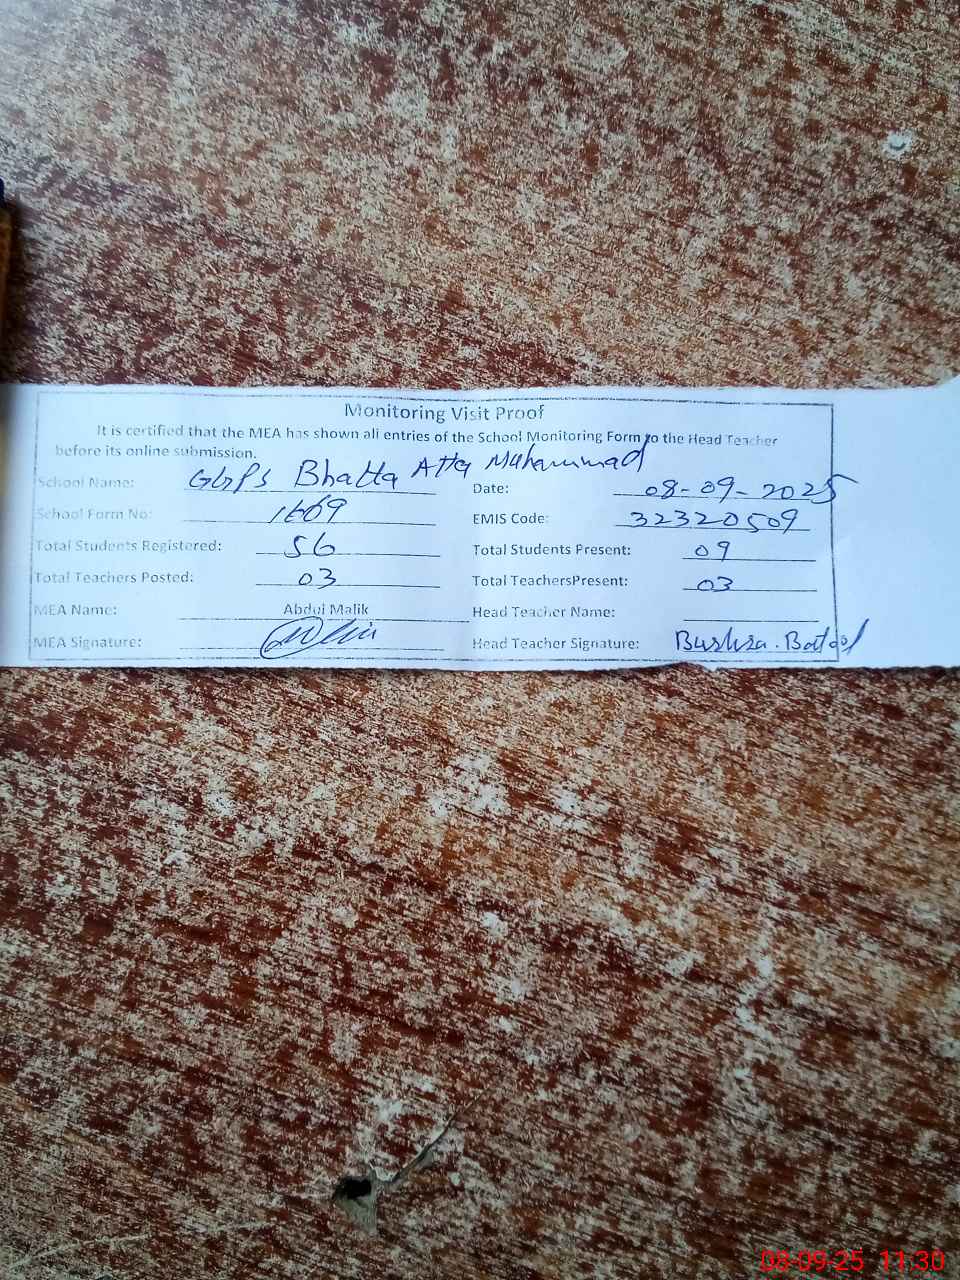 Monitoring Visit Proof
It is certified that the MEA has shown all entries of the School Monitoring Form to the Head Teacher
before its online submission.
School Name: GGPS Bhatta Atta Muhammad Date: 08-09-2025
School Form No: 1669 EMIS Code: 32320509
Total Students Registered: 56 Total Students Present: 09
Total Teachers Posted: 03 Total TeachersPresent: 03
MEA Name: Abdul Malik Head Teacher Name:
MEA Signature: Head Teacher Signature: Bushra
08-09-25 11:30